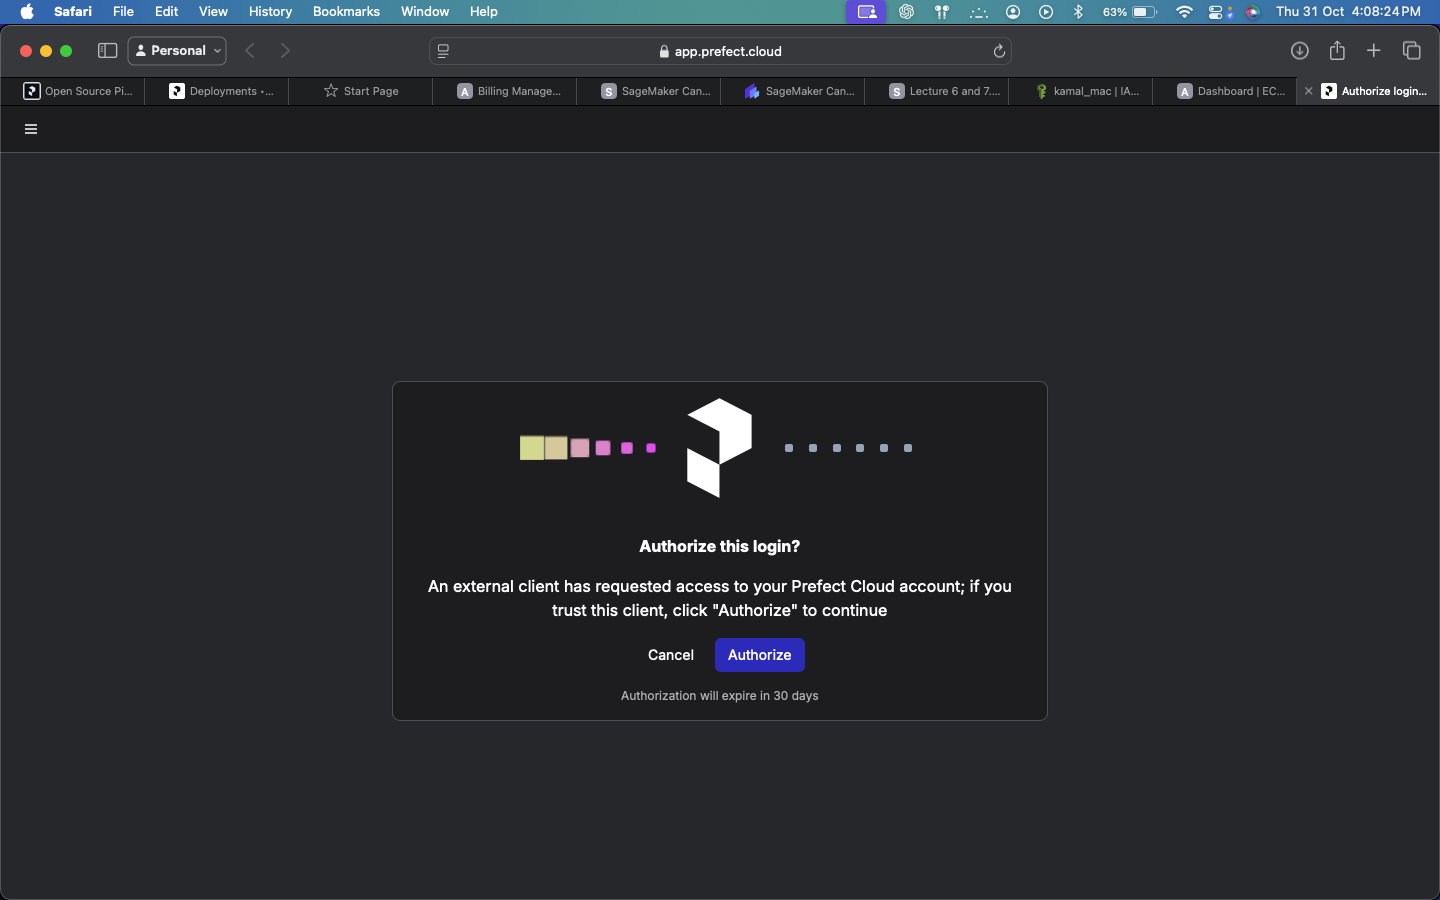 Safari File Edit View History Bookmarks Window Help 63% Thu 31 Oct 4:08:24 PM
Personal app.prefect.cloud
Open Source Pi... Deployments •... Start Page A Billing Manage... S SageMaker Can... SageMaker Can... S Lecture 6 and 7.... kamal_mac | IA... A Dashboard | EC... Authorize login...
Authorize this login?
An external client has requested access to your Prefect Cloud account; if you
trust this client, click "Authorize" to continue
Cancel Authorize
Authorization will expire in 30 days